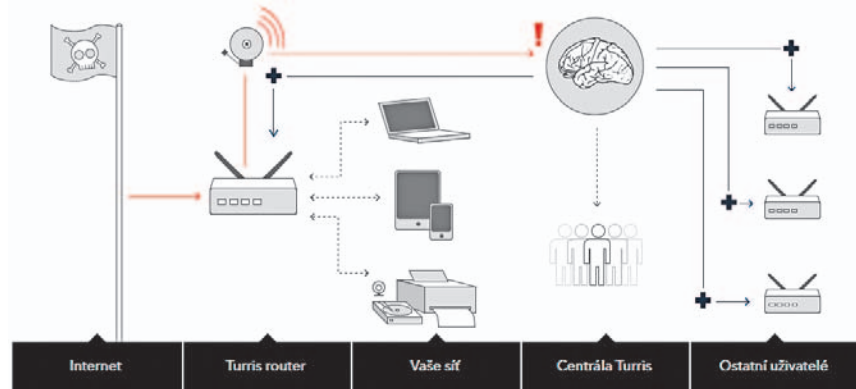 Internet
Turris router
Vaše síť
Centrála Turris
Ostatní uživatelé